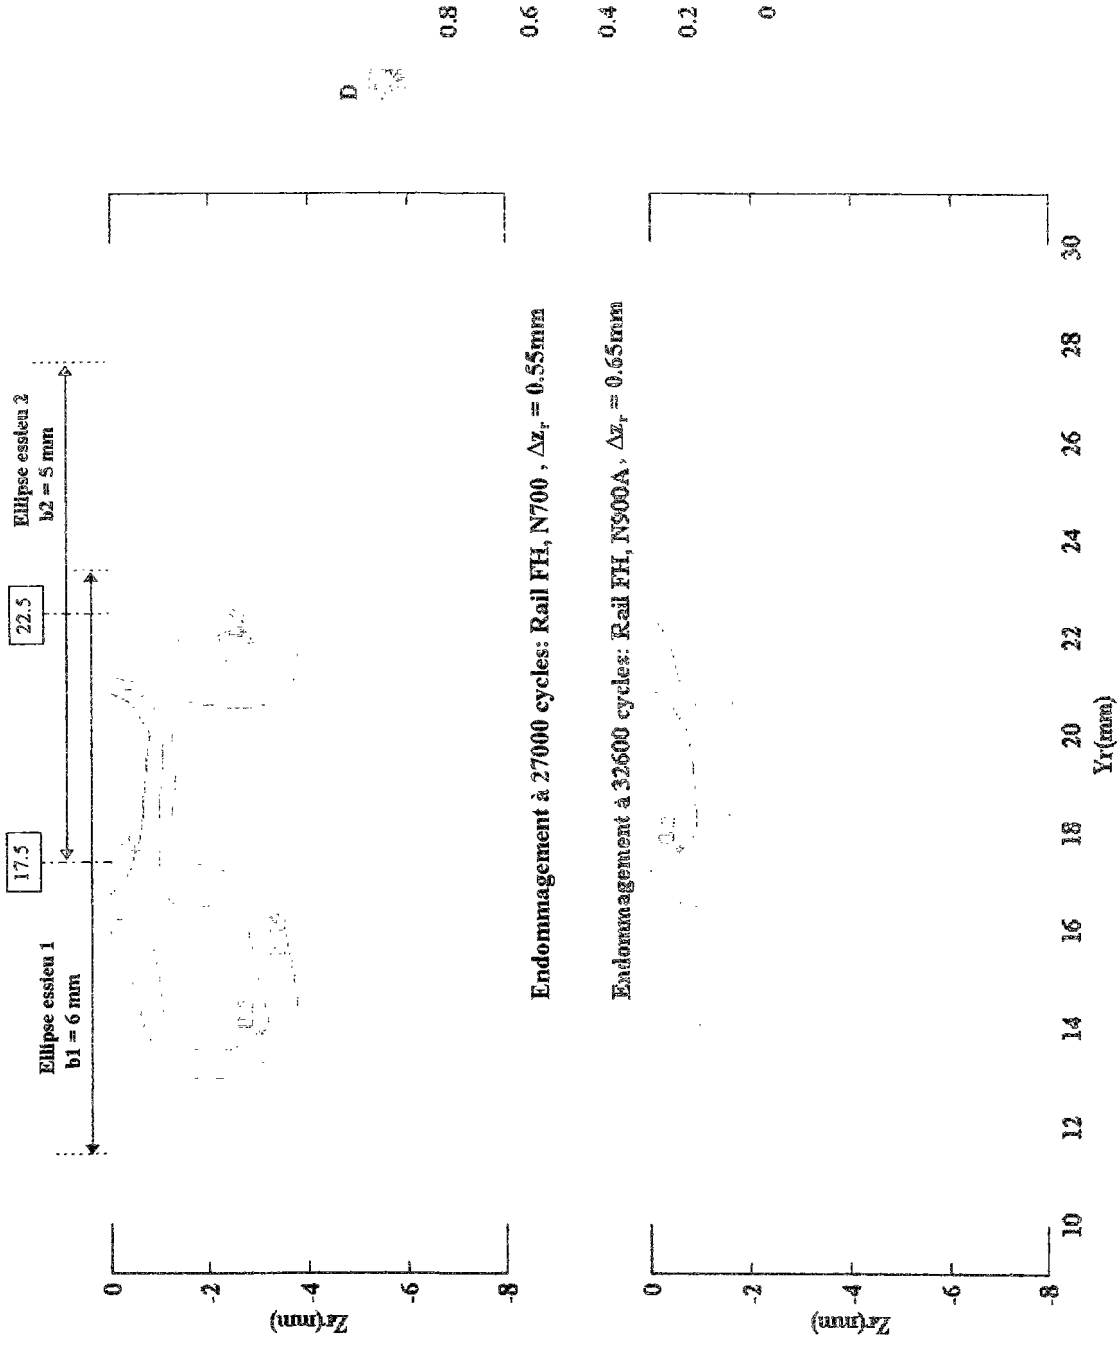 Ellipse essieu 2
b2 = 5 mm
22.5
17.5
Ellipse essieu 1
b1 = 6 mm
0
-2
-4
-6
-8
Zr(mm)
Endommagement à 27000 cycles: Rail FH, N700 , Δzr = 0.55mm
Endommagement à 32600 cycles: Rail FH, N900A , Δzr = 0.65mm
0
-2
-4
-6
-8
Zr(mm)
10 12 14 16 18 20 22 24 26 28 30
Yr(mm)
D
0.8
0.6
0.4
0.2
0